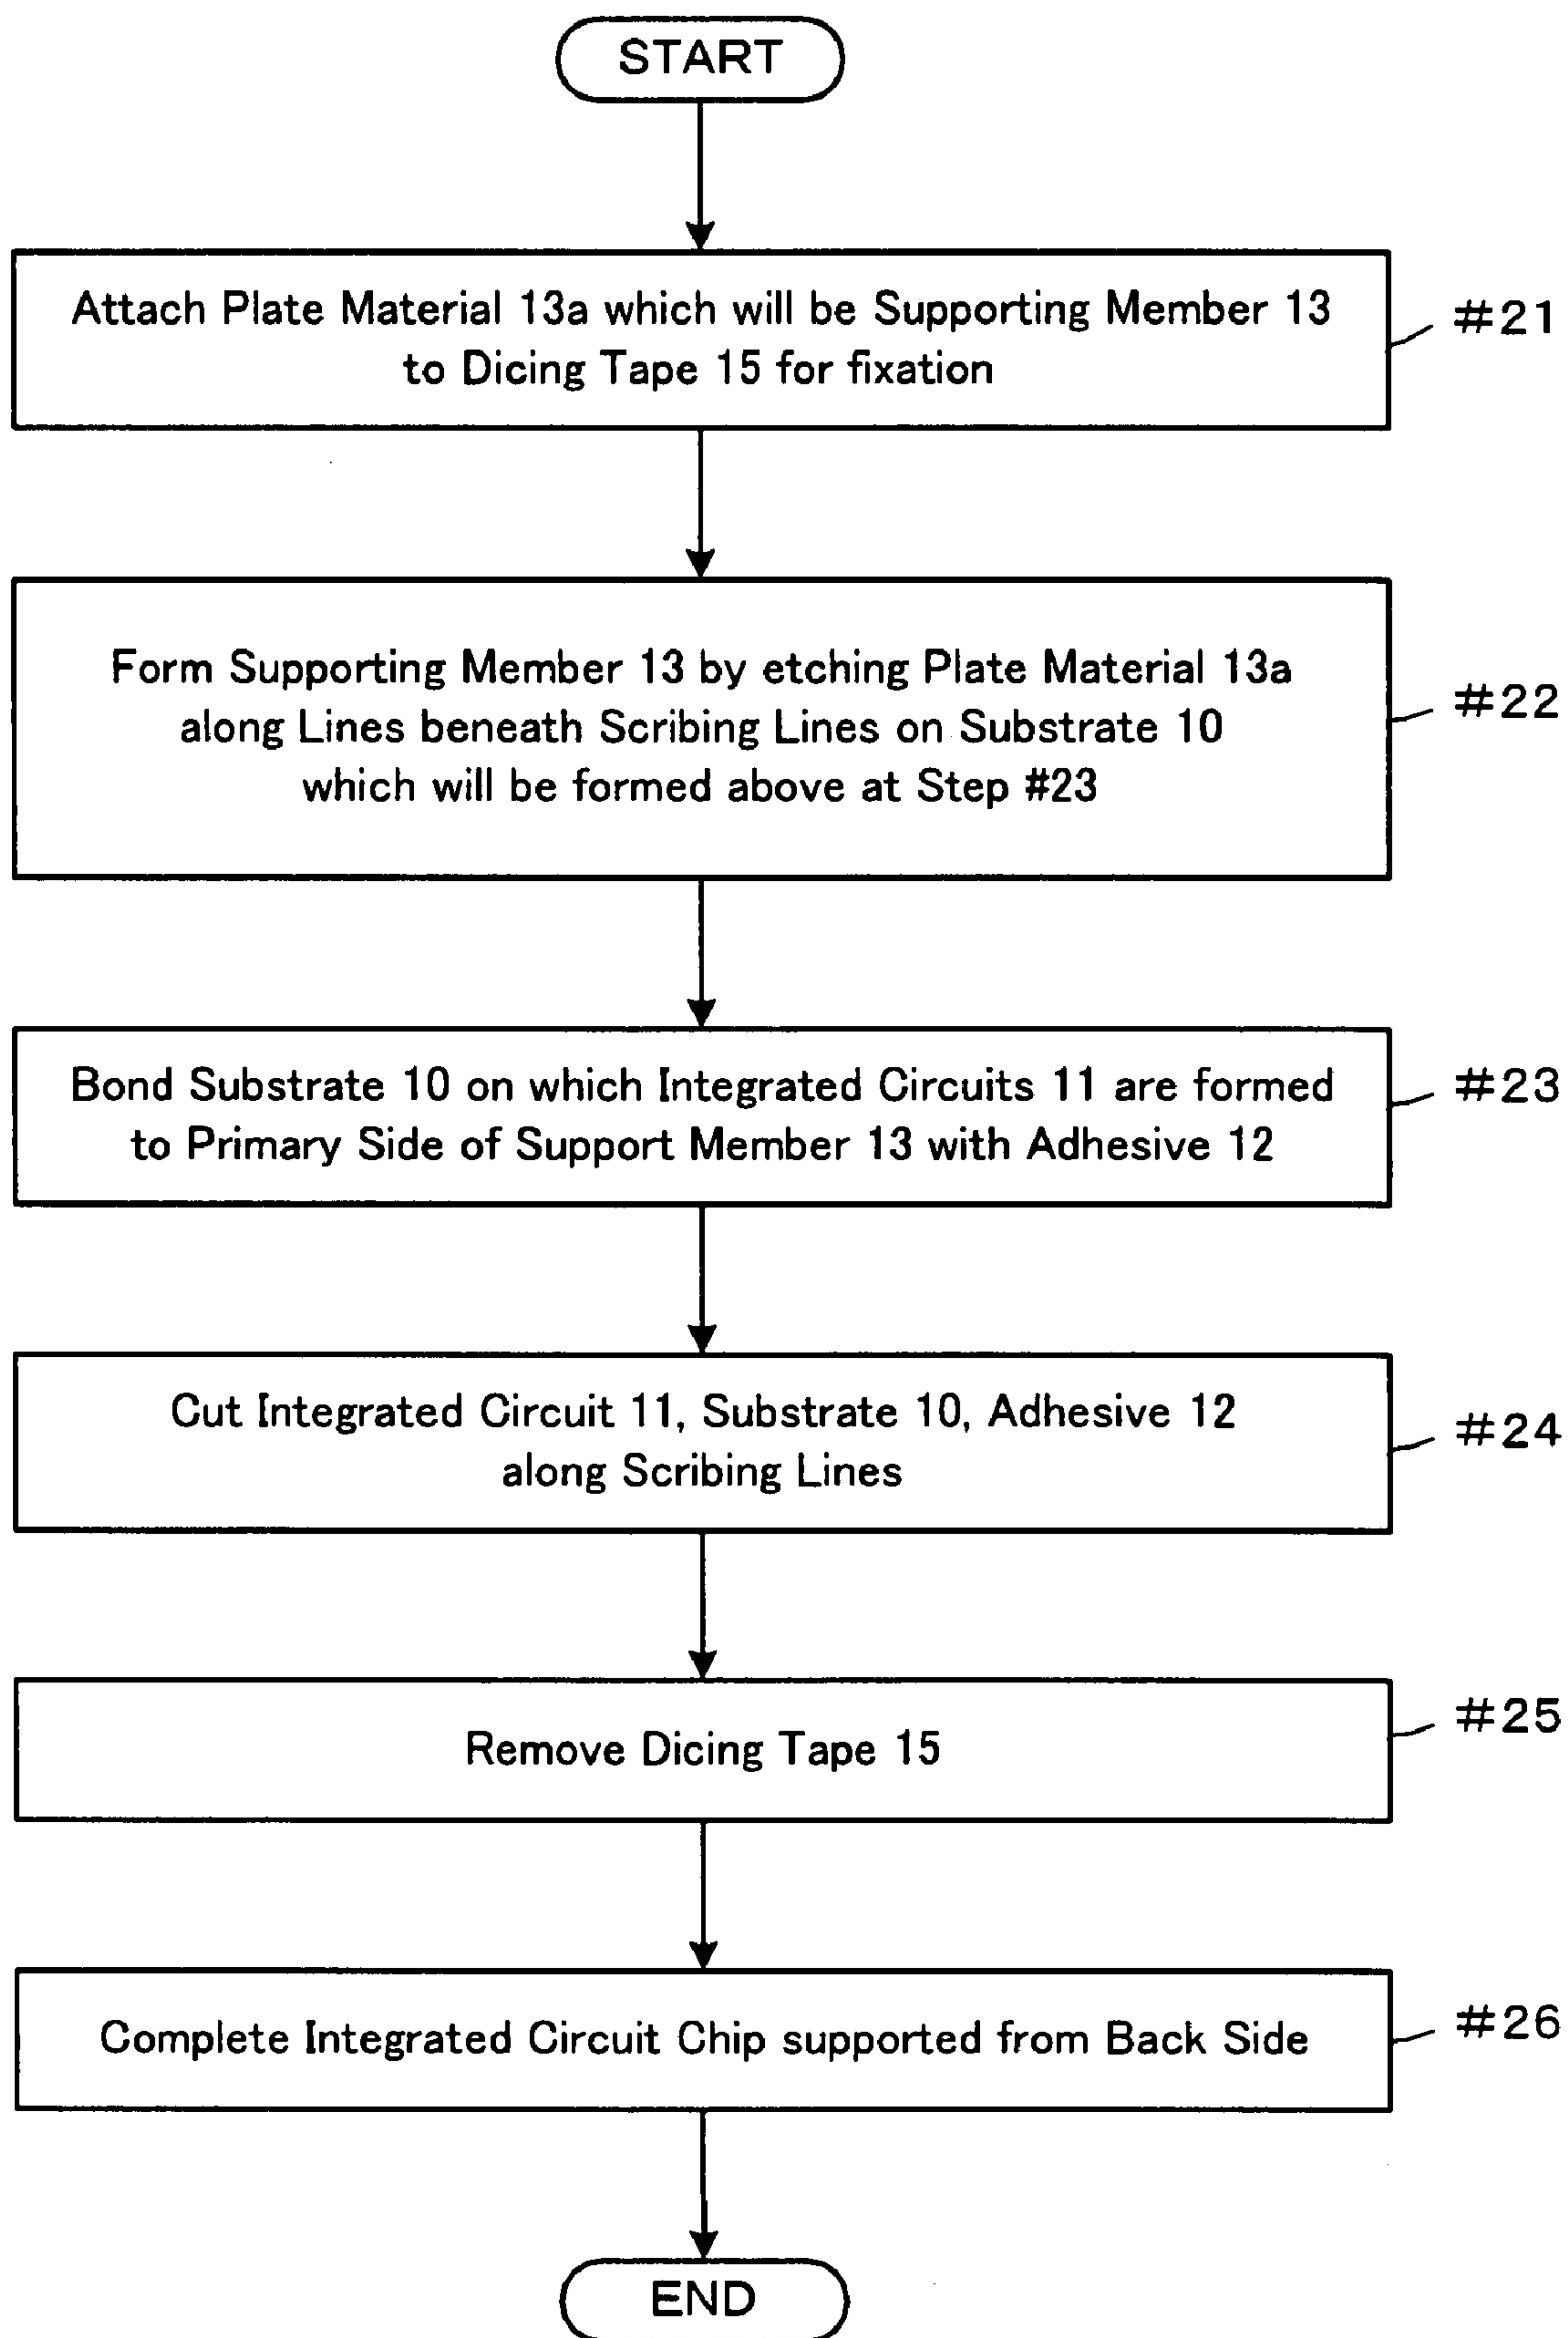 START
Attach Plate Material 13a which will be Supporting Member 13
to Dicing Tape 15 for fixation
#21
Form Supporting Member 13 by etching Plate Material 13a
along Lines beneath Scribing Lines on Substrate 10
which will be formed above at Step #23
#22
Bond Substrate 10 on which Integrated Circuits 11 are formed
to Primary Side of Support Member 13 with Adhesive 12
#23
Cut Integrated Circuit 11, Substrate 10, Adhesive 12
along Scribing Lines
#24
Remove Dicing Tape 15
#25
Complete Integrated Circuit Chip supported from Back Side
#26
END